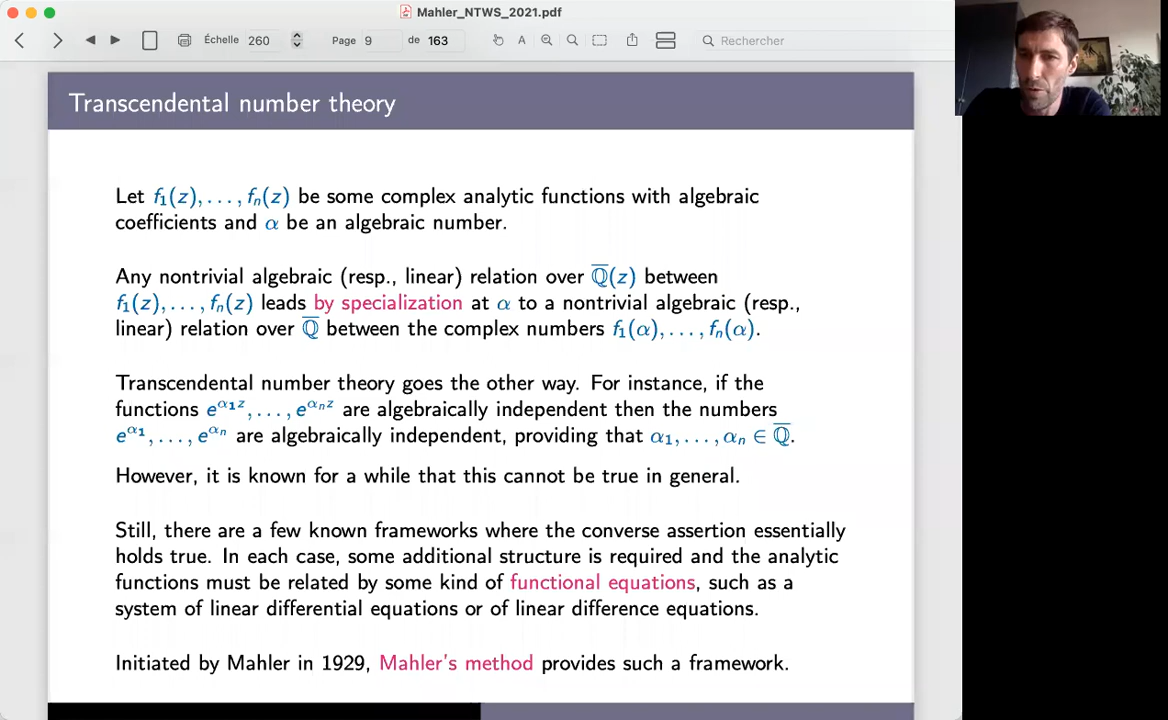 Mahler_NTWS_2021.pdf
Échelle 260 Page 9 de 163 A Rechercher
Transcendental number theory
Let f₁(z), . . . , fₙ(z) be some complex analytic functions with algebraic
coefficients and α be an algebraic number.
Any nontrivial algebraic (resp., linear) relation over ℚ̅(z) between
f₁(z), . . . , fₙ(z) leads by specialization at α to a nontrivial algebraic (resp.,
linear) relation over ℚ̅ between the complex numbers f₁(α), . . . , fₙ(α).
Transcendental number theory goes the other way. For instance, if the
functions e^{α₁z}, . . . , e^{αₙz} are algebraically independent then the numbers
e^{α₁}, . . . , e^{αₙ} are algebraically independent, providing that α₁, . . . , αₙ ∈ ℚ̅.
However, it is known for a while that this cannot be true in general.
Still, there are a few known frameworks where the converse assertion essentially
holds true. In each case, some additional structure is required and the analytic
functions must be related by some kind of functional equations, such as a
system of linear differential equations or of linear difference equations.
Initiated by Mahler in 1929, Mahler's method provides such a framework.